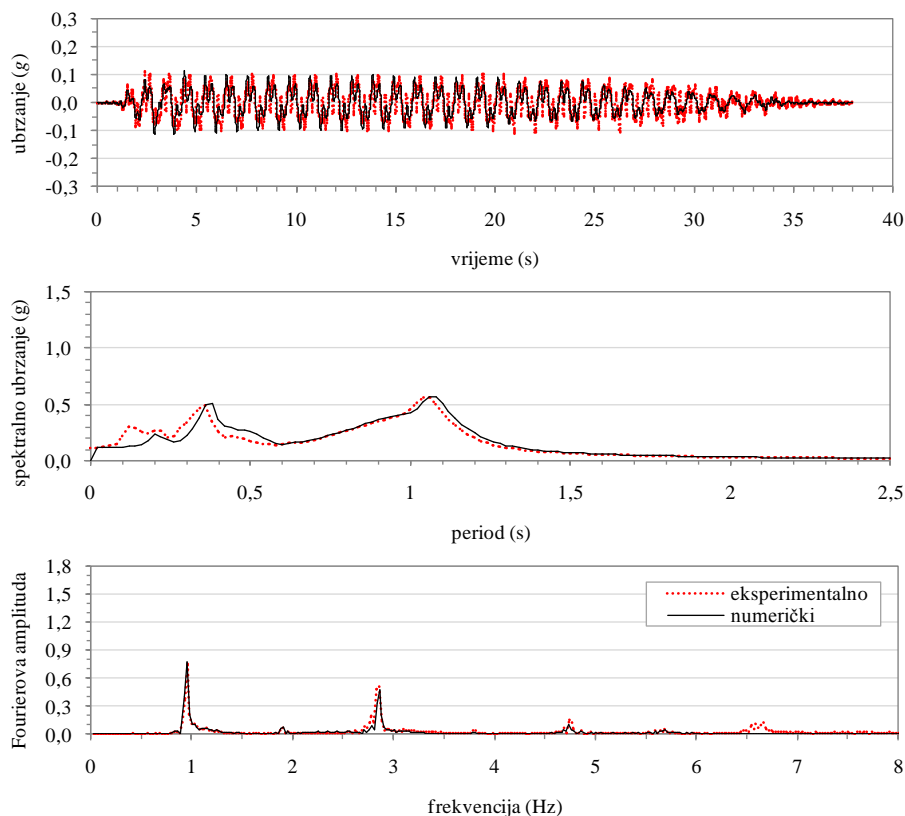 0,3
0,2
0,1
0,0
-0,1
-0,2
-0,3
ubrzanje (g)
0 5 10 15 20 25 30 35 40
vrijeme (s)
1,5
1,0
0,5
0,0
spektralno ubrzanje (g)
0 0,5 1 1,5 2 2,5
period (s)
1,8
1,5
1,2
0,9
0,6
0,3
0,0
Fourierova amplituda
eksperimentalno
numerički
0 1 2 3 4 5 6 7 8
frekvencija (Hz)